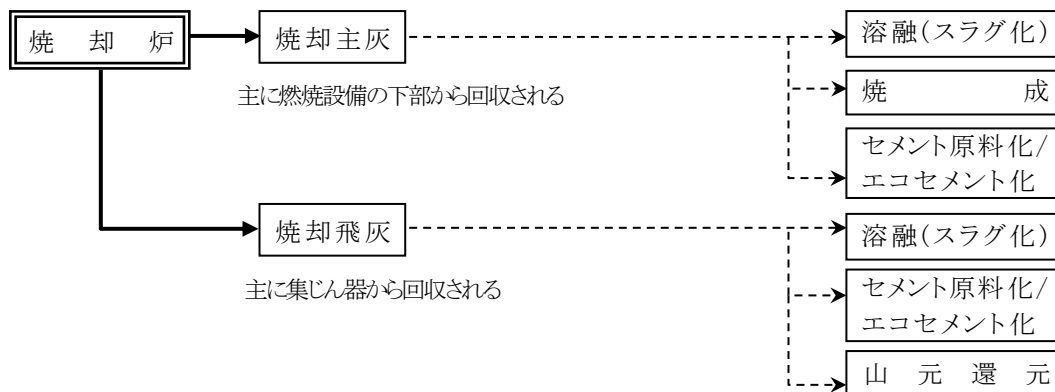 焼却炉
焼却主灰
主に燃焼設備の下部から回収される
溶融(スラグ化)
焼成
セメント原料化/
エコセメント化
焼却飛灰
主に集じん器から回収される
溶融(スラグ化)
セメント原料化/
エコセメント化
山元還元